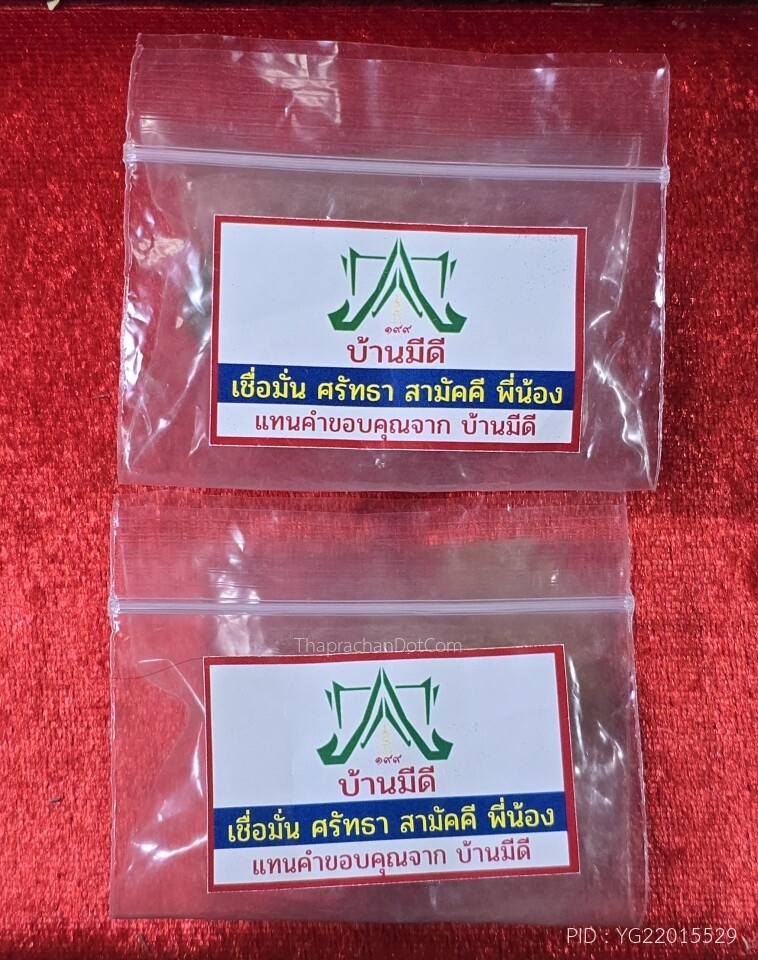 ๑๙๙
บ้านมีดี
เชื่อมั่น ศรัทธา สามัคคี พี่น้อง
แทนคำขอบคุณจาก บ้านมีดี
ThaprachanDotCom
๑๙๙
บ้านมีดี
เชื่อมั่น ศรัทธา สามัคคี พี่น้อง
แทนคำขอบคุณจาก บ้านมีดี
PID : YG22015529